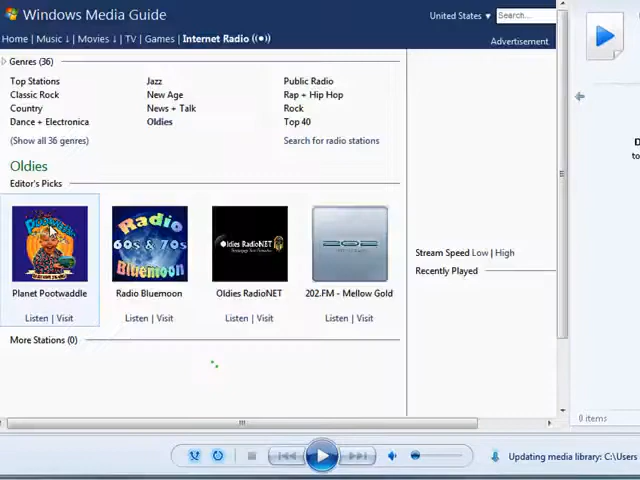 Windows Media Guide
United States ▼ Search...
Home | Music ↓ | Movies ↓ | TV | Games | Internet Radio ((•))
Advertisement
Genres (36)
Top Stations Jazz Public Radio
Classic Rock New Age Rap + Hip Hop
Country News + Talk Rock
Dance + Electronica Oldies Top 40
(Show all 36 genres) Search for radio stations
Oldies
Editor's Picks
Radio
60s & 70s
Bluemoon
Oldies RadioNET
202
Planet Pootwaddle Radio Bluemoon Oldies RadioNET 202.FM - Mellow Gold
Listen | Visit Listen | Visit Listen | Visit Listen | Visit
More Stations (0)
Stream Speed Low | High
Recently Played
D
to
0 items
Updating media library: C:\Users